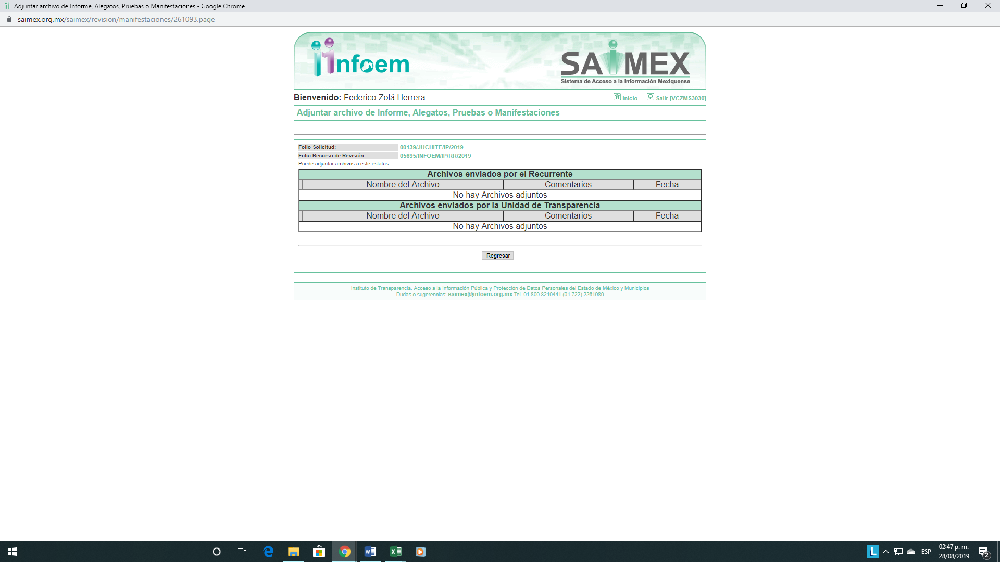 Adjuntar archivo de Informe, Alegatos, Pruebas o Manifestaciones - Google Chrome
saimex.org.mx/saimex/revision/manifestaciones/261093.page
infoem
SAIMEX
Sistema de Acceso a la Información Mexiquense
Bienvenido: Federico Zolá Herrera
Inicio
Salir [VCZMS3030]
Adjuntar archivo de Informe, Alegatos, Pruebas o Manifestaciones
Folio Solicitud: 00139/JUCHITE/IP/2019
Folio Recurso de Revisión: 05695/INFOEM/IP/RR/2019
Puede adjuntar archivos a este estatus
Archivos enviados por el Recurrente
Nombre del Archivo Comentarios Fecha
No hay Archivos adjuntos
Archivos enviados por la Unidad de Transparencia
Nombre del Archivo Comentarios Fecha
No hay Archivos adjuntos
Regresar
Instituto de Transparencia, Acceso a la Información Pública y Protección de Datos Personales del Estado de México y Municipios
Dudas o sugerencias: saimex@infoem.org.mx Tel. 01 800 8210441 (01 722) 2261980
L
ESP
02:47 p. m.
28/08/2019
2